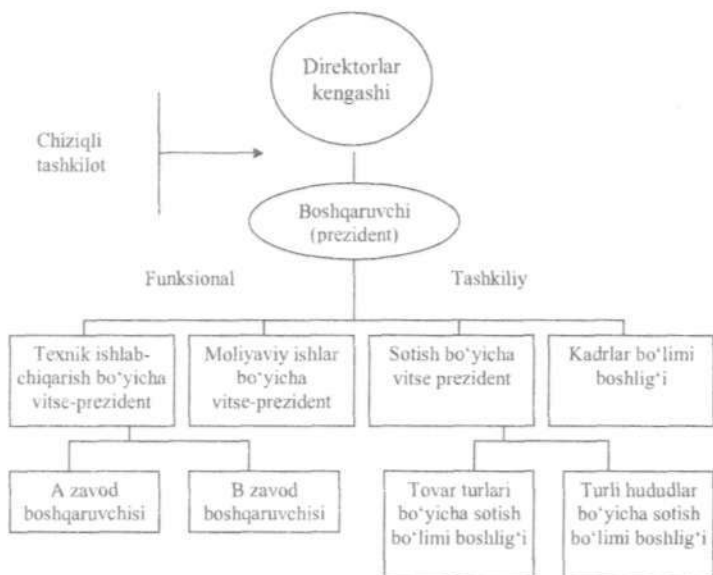 Direktorlar
kengashi
Chiziqli
tashkilot
Boshqaruvchi
(prezident)
Funksional
Tashkiliy
Texnik ishlab-
chiqarish bo‘yicha
vitse-prezident
Moliyaviy ishlar
bo‘yicha
vitse-prezident
Sotish bo‘yicha
vitse prezident
Kadrlar bo‘limi
boshlig‘i
A zavod
boshqaruvchisi
B zavod
boshqaruvchisi
Tovar turlari
bo‘yicha sotish
bo‘limi boshlig‘i
Turli hududlar
bo‘yicha sotish
bo‘limi boshlig‘i